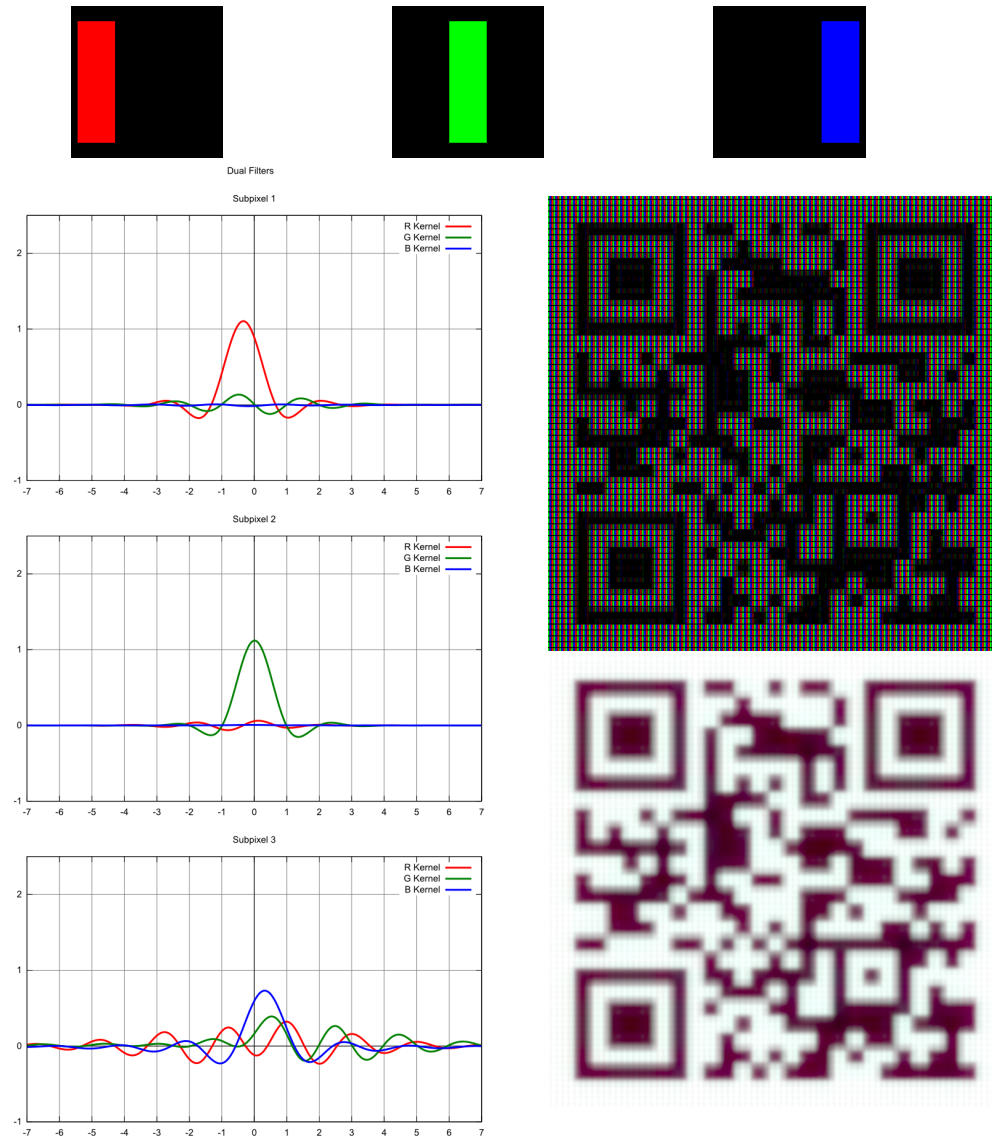 Dual Filters
Subpixel 1
R Kernel
G Kernel
B Kernel
2
1
0
-1
-7 -6 -5 -4 -3 -2 -1 0 1 2 3 4 5 6 7
Subpixel 2
R Kernel
G Kernel
B Kernel
2
1
0
-1
-7 -6 -5 -4 -3 -2 -1 0 1 2 3 4 5 6 7
Subpixel 3
R Kernel
G Kernel
B Kernel
2
1
0
-1
-7 -6 -5 -4 -3 -2 -1 0 1 2 3 4 5 6 7